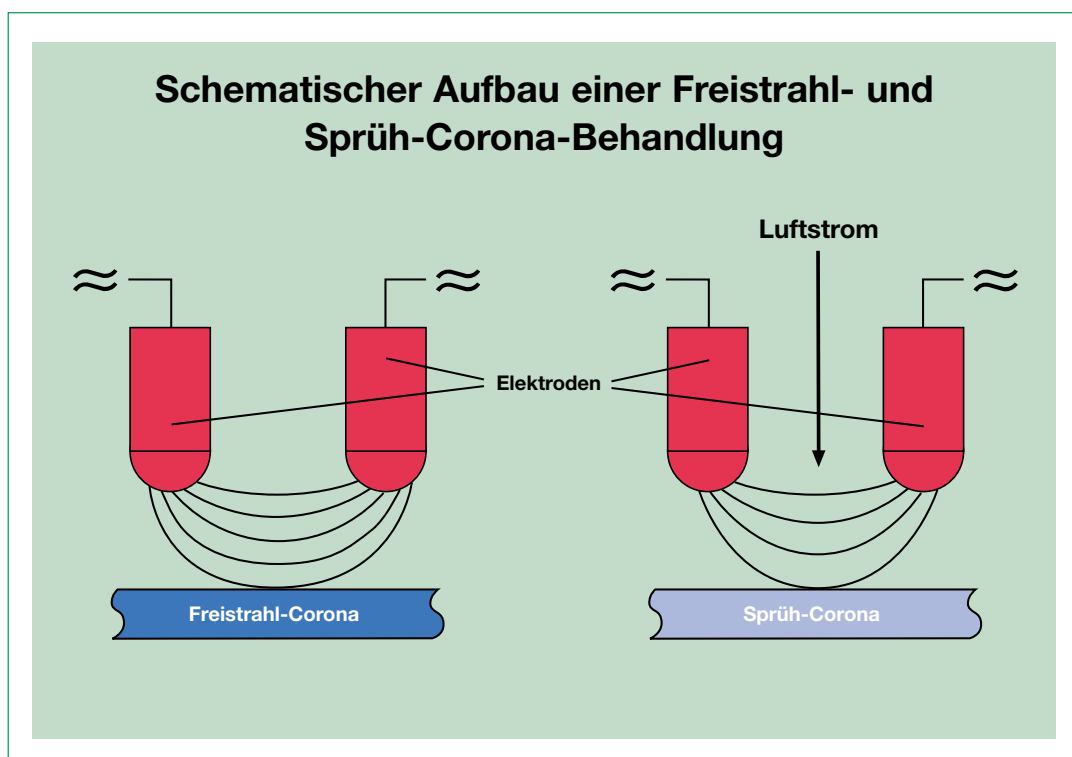 Schematischer Aufbau einer Freistrahl- und
Sprüh-Corona-Behandlung
Luftstrom
Elektroden
Freistrahl-Corona
Sprüh-Corona